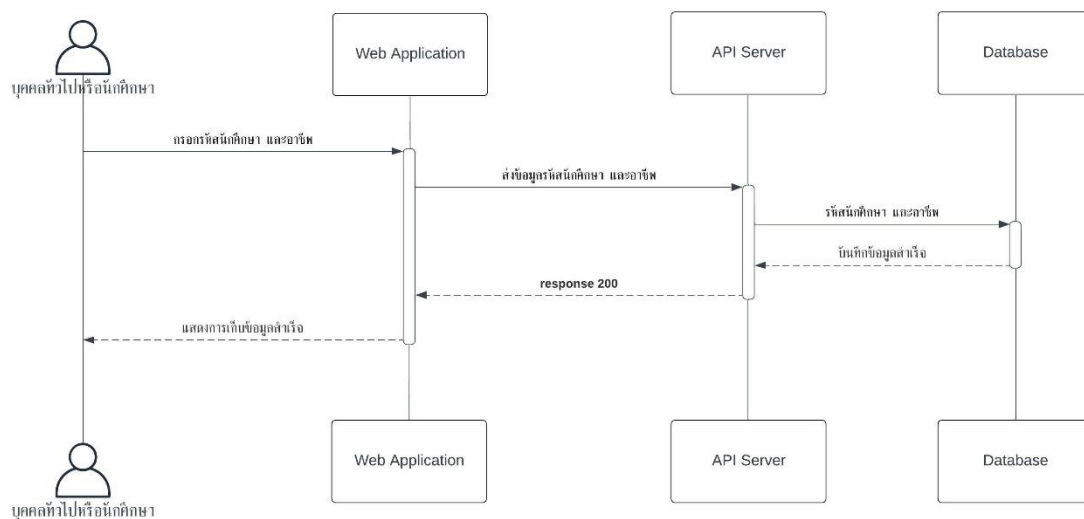 Web Application
API Server
Database
บุคคลทั่วไปหรือนักศึกษา
กรอกรหัสนักศึกษา และอาชีพ
ส่งข้อมูลรหัสนักศึกษา และอาชีพ
รหัสนักศึกษา และอาชีพ
บันทึกข้อมูลสำเร็จ
response 200
แสดงการเก็บข้อมูลสำเร็จ
Web Application
API Server
Database
บุคคลทั่วไปหรือนักศึกษา